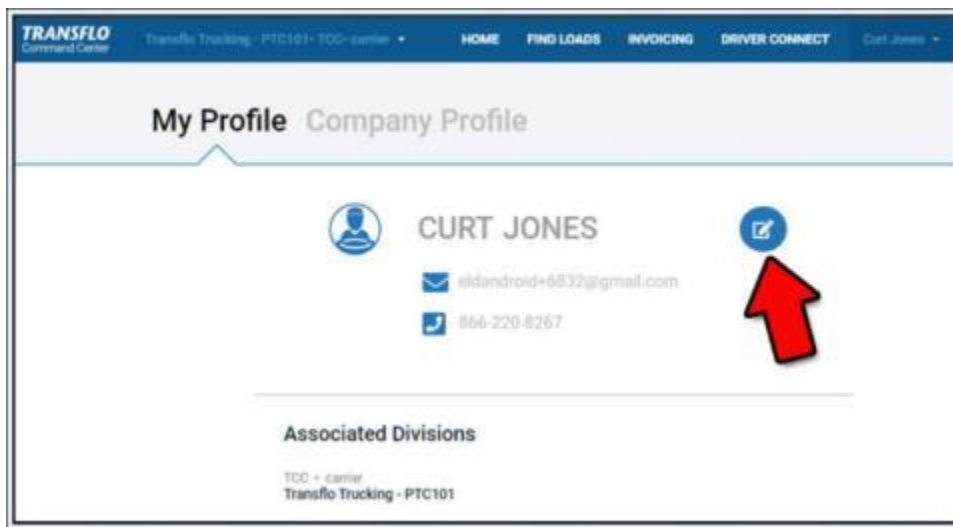 TRANSFLO
Command Center
Transflo Trucking - PTC101- TCC- carrier
HOME
FIND LOADS
INVOICING
DRIVER CONNECT
Curt Jones
My Profile Company Profile
CURT JONES
eldandroid+6832@gmail.com
866-220-8267
Associated Divisions
TCC - carrier
Transflo Trucking - PTC101